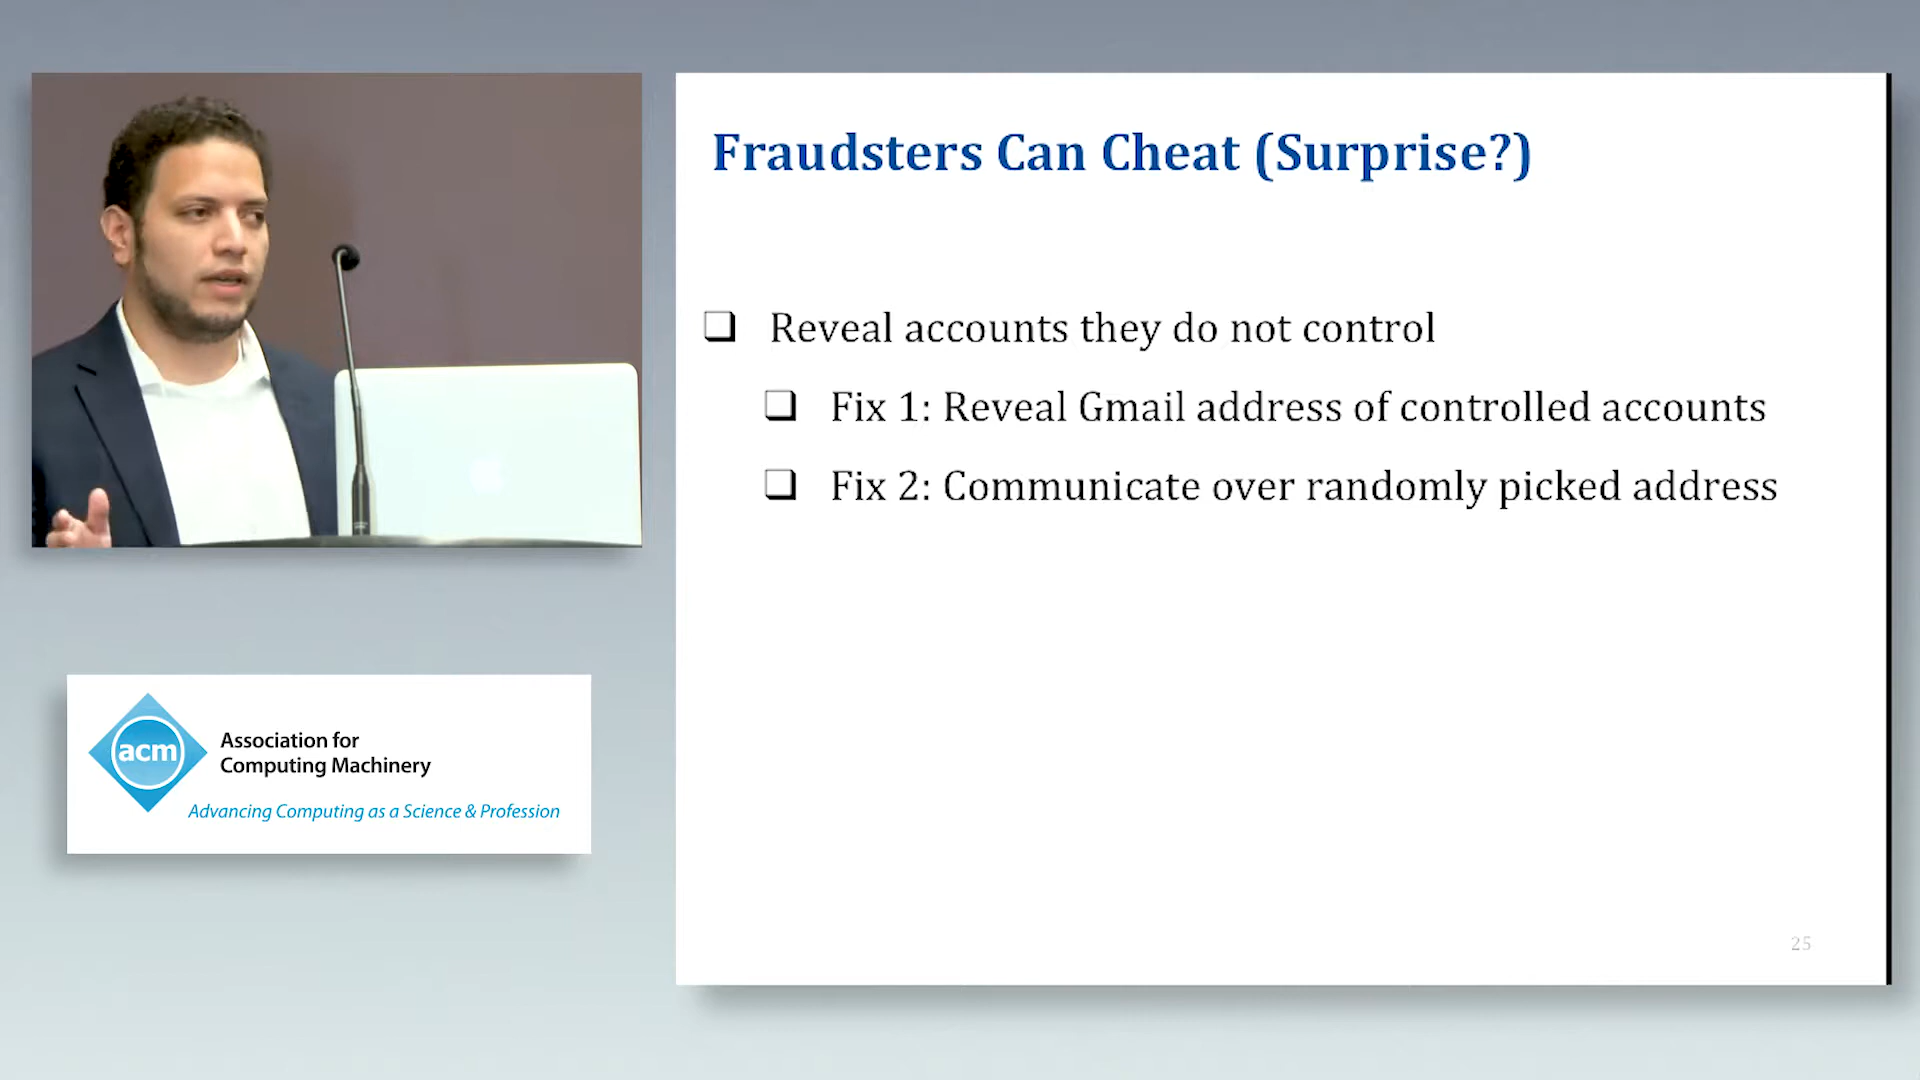 Fraudsters Can Cheat (Surprise?)
❑ Reveal accounts they do not control
❑ Fix 1: Reveal Gmail address of controlled accounts
❑ Fix 2: Communicate over randomly picked address
25
acm
Association for
Computing Machinery
Advancing Computing as a Science & Profession